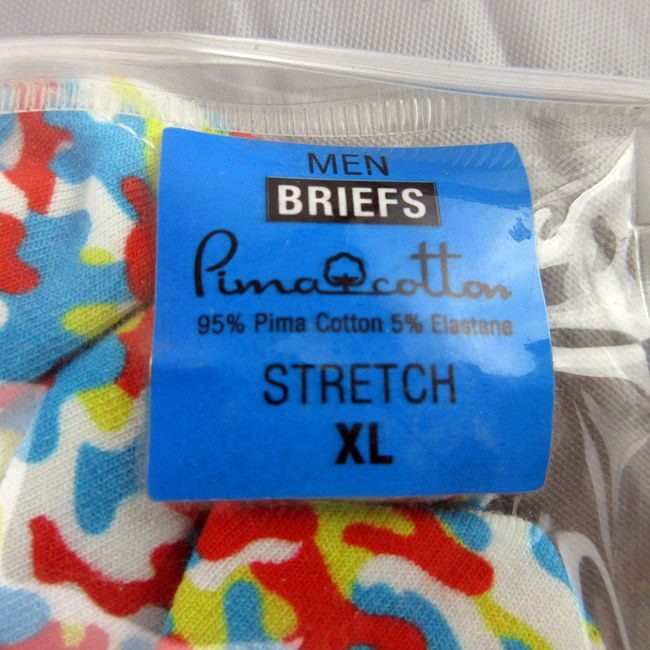 MEN
BRIEFS
Pima cotton
95% Pima Cotton 5% Elastane
STRETCH
XL